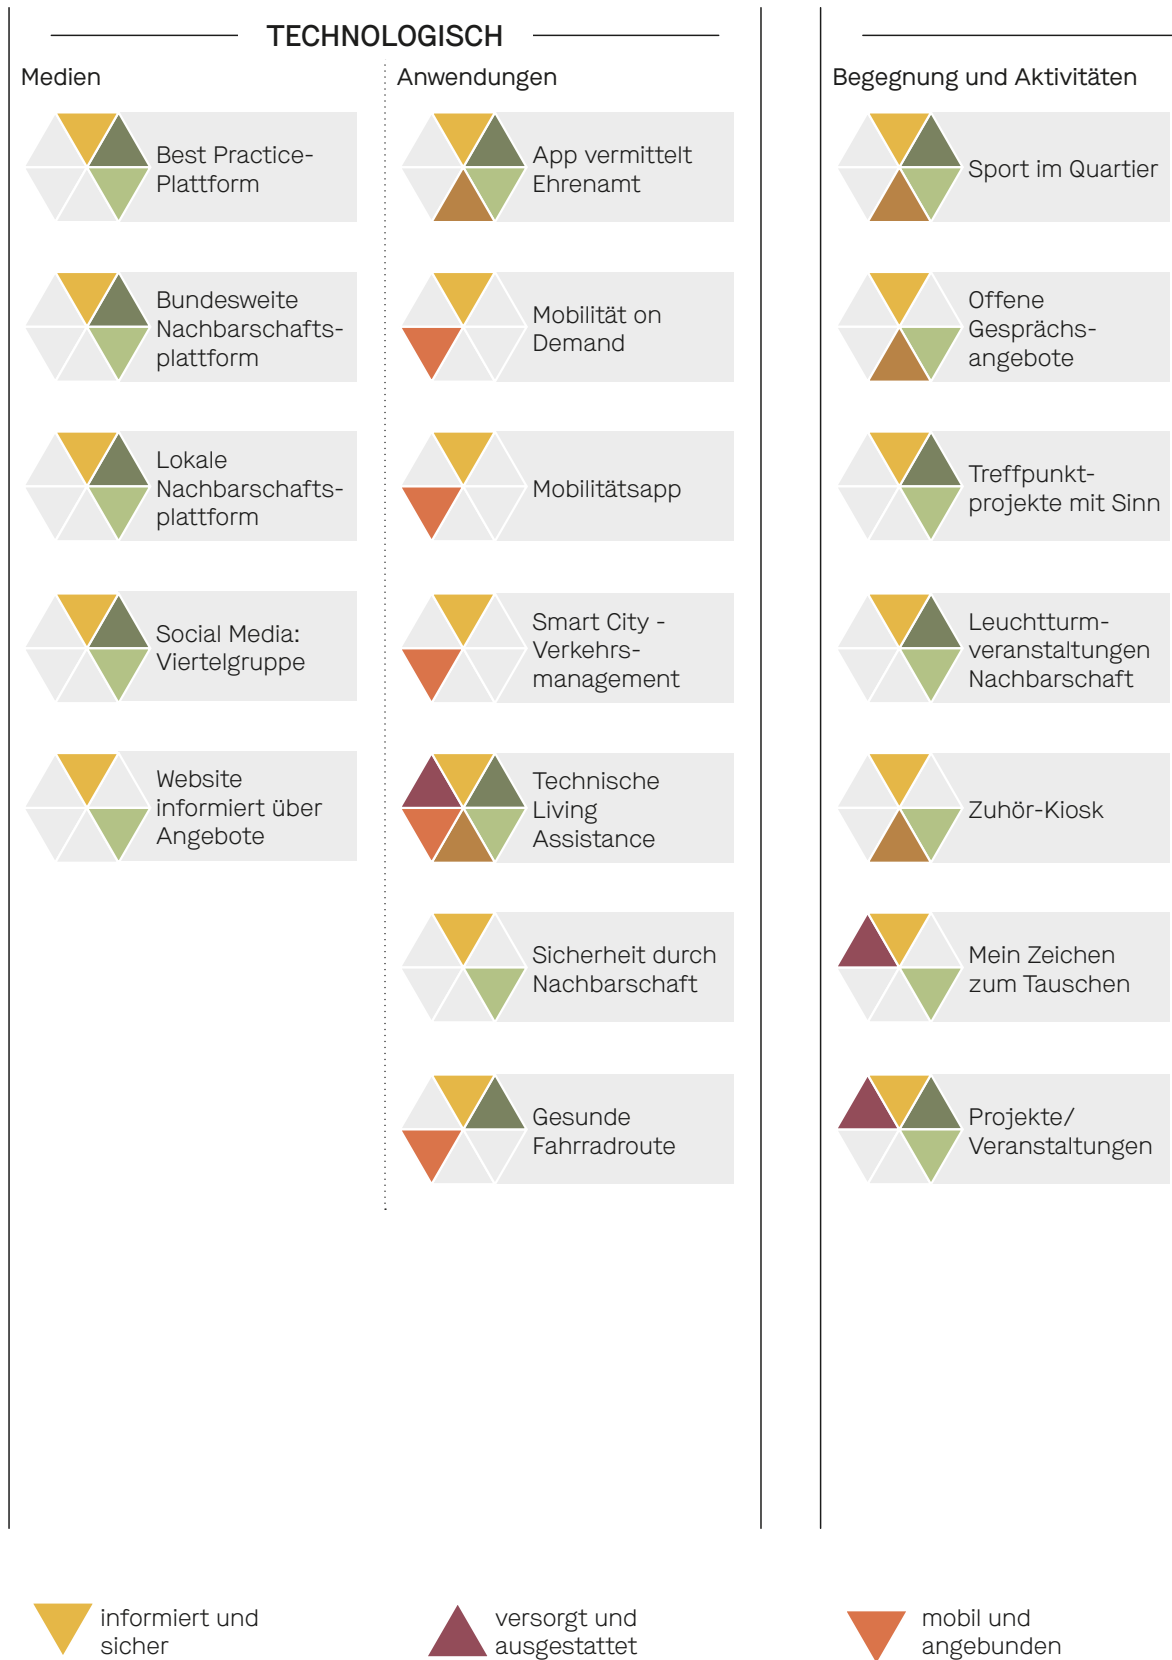 TECHNOLOGISCH
Medien
Best Practice-
Plattform
Bundesweite
Nachbarschafts-
plattform
Lokale
Nachbarschafts-
plattform
Social Media:
Viertelgruppe
Website
informiert über
Angebote
Anwendungen
App vermittelt
Ehrenamt
Mobilität on
Demand
Mobilitätsapp
Smart City -
Verkehrs-
management
Technische
Living
Assistance
Sicherheit durch
Nachbarschaft
Gesunde
Fahrradroute
Begegnung und Aktivitäten
Sport im Quartier
Offene
Gesprächs-
angebote
Treffpunkt-
projekte mit Sinn
Leuchtturm-
veranstaltungen
Nachbarschaft
Zuhör-Kiosk
Mein Zeichen
zum Tauschen
Projekte/
Veranstaltungen
informiert und
sicher
versorgt und
ausgestattet
mobil und
angebunden